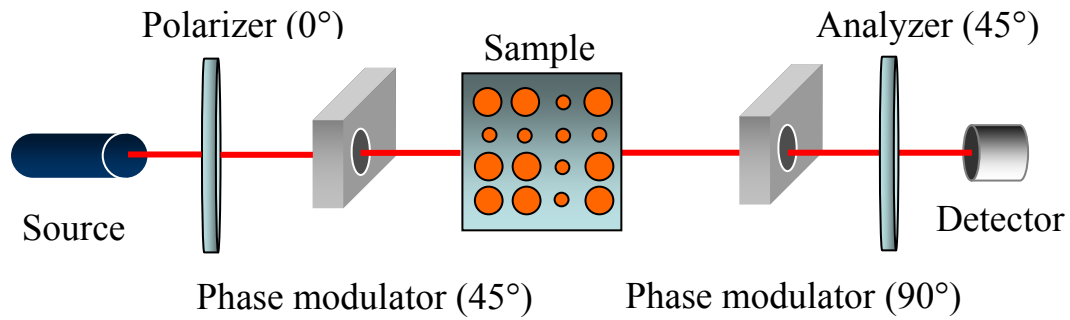 Polarizer (0°)
Sample
Analyzer (45°)
Source
Detector
Phase modulator (45°)
Phase modulator (90°)